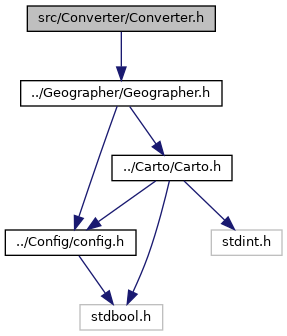 src/Converter/Converter.h
../Geographer/Geographer.h
../Carto/Carto.h
../Config/config.h
stdint.h
stdbool.h